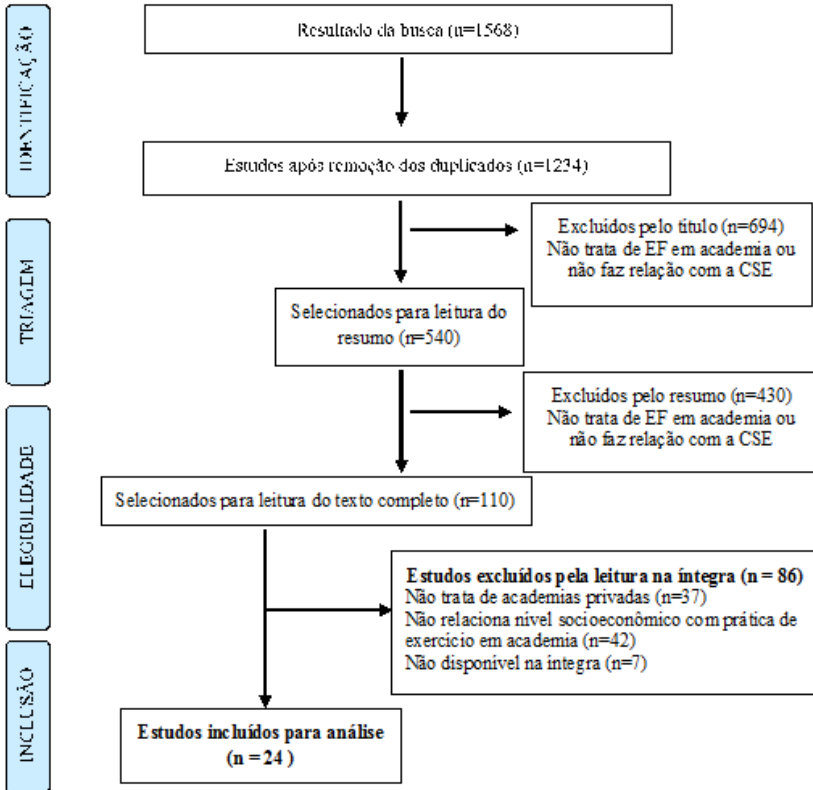 IDENTIFICAÇÃO
Resultado da busca (n=1568)
Estudos após remoção dos duplicados (n=1234)
TRIAGEM
Excluídos pelo título (n=694)
Não trata de EF em academia ou
não faz relação com a CSE
Selecionados para leitura do
resumo (n=540)
Excluídos pelo resumo (n=430)
Não trata de EF em academia ou
não faz relação com a CSE
ELEGIBILIDADE
Selecionados para leitura do texto completo (n=110)
Estudos excluídos pela leitura na íntegra (n = 86)
Não trata de academias privadas (n=37)
Não relaciona nível socioeconômico com prática de
exercício em academia (n=42)
Não disponível na íntegra (n=7)
INCLUSÃO
Estudos incluídos para análise
(n = 24 )